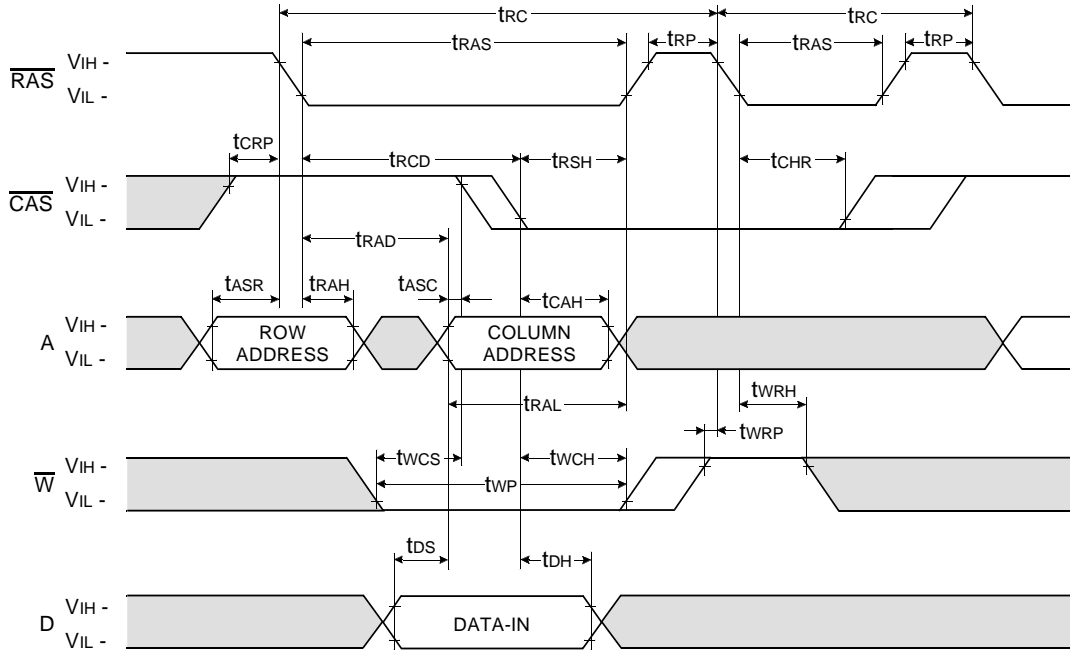 tRC tRC
tRAS tRP tRAS tRP
RAS VIH -
VIL -
tCRP tRCD tRSH tCHR
CAS VIH -
VIL -
tRAD
tASR tRAH tASC tCAH
A VIH -
VIL -
ROW ADDRESS
COLUMN ADDRESS
tRAL tWRH
tWRP
tWCS tWCH
W VIH -
VIL -
tWP
tDS tDH
D VIH -
VIL -
DATA-IN